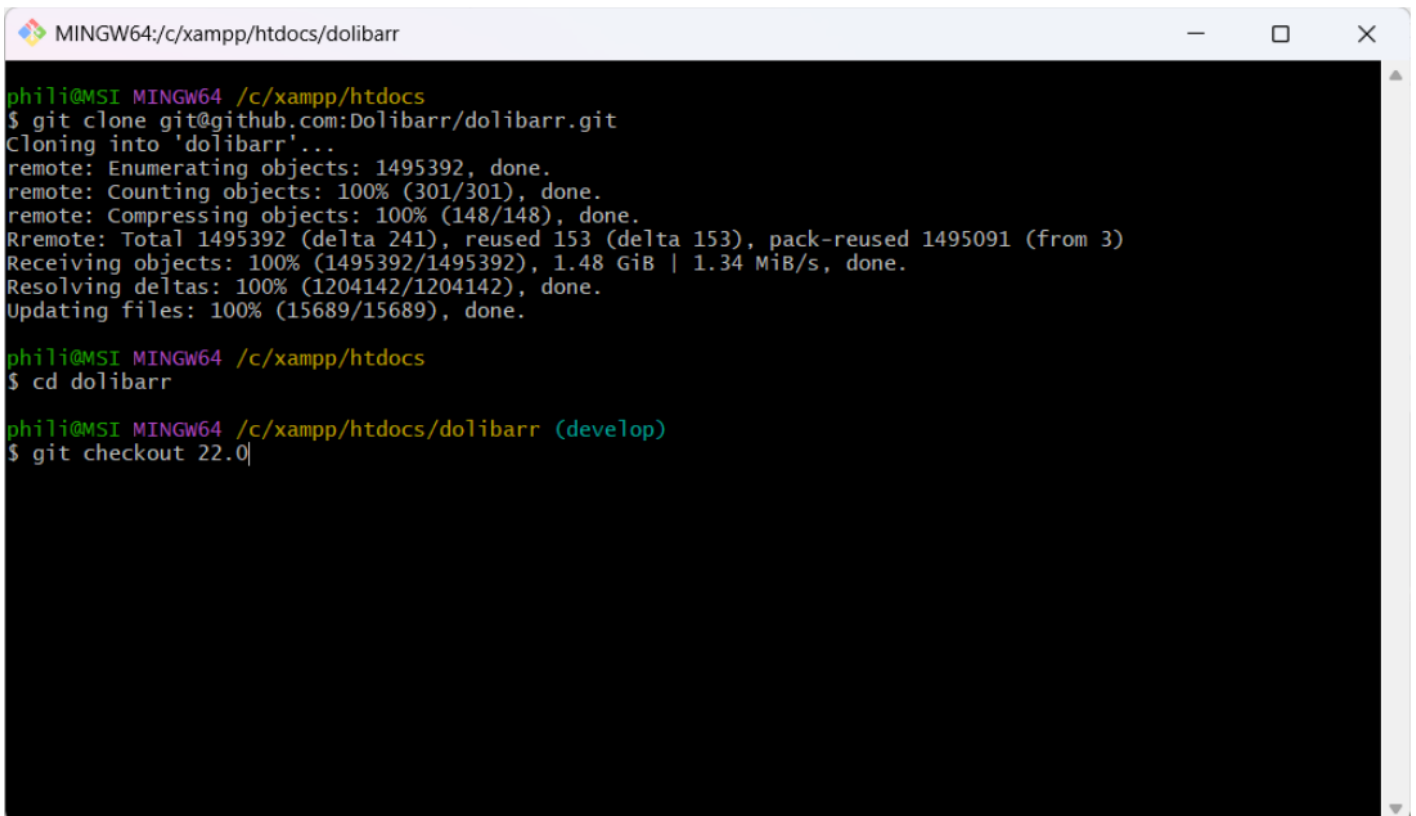 MINGW64:/c/xampp/htdocs/dolibarr
phili@MSI MINGW64 /c/xampp/htdocs
$ git clone git@github.com:Dolibarr/dolibarr.git
Cloning into 'dolibarr'...
remote: Enumerating objects: 1495392, done.
remote: Counting objects: 100% (301/301), done.
remote: Compressing objects: 100% (148/148), done.
Rremote: Total 1495392 (delta 241), reused 153 (delta 153), pack-reused 1495091 (from 3)
Receiving objects: 100% (1495392/1495392), 1.48 GiB | 1.34 MiB/s, done.
Resolving deltas: 100% (1204142/1204142), done.
Updating files: 100% (15689/15689), done.
phili@MSI MINGW64 /c/xampp/htdocs
$ cd dolibarr
phili@MSI MINGW64 /c/xampp/htdocs/dolibarr (develop)
$ git checkout 22.0